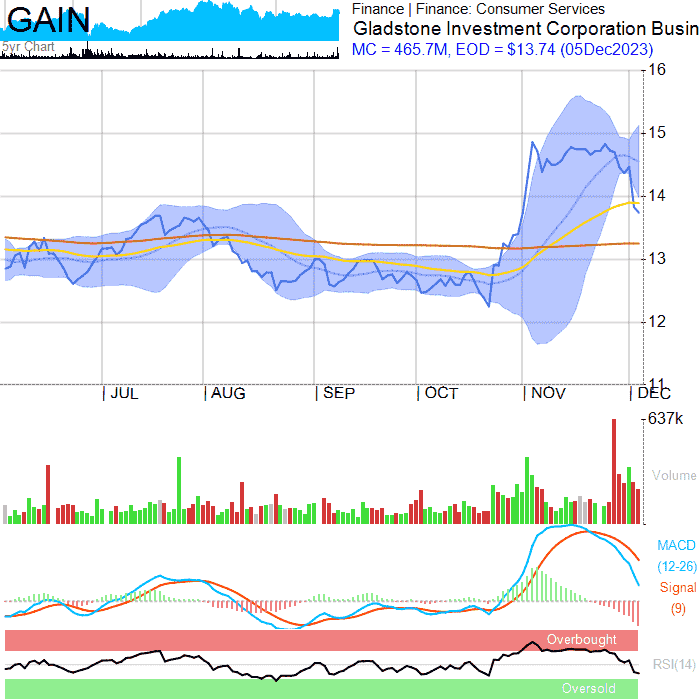 GAIN
5yr Chart
Finance | Finance: Consumer Services
Gladstone Investment Corporation Busin
MC = 465.7M, EOD = $13.74 (05Dec2023)
16
15
14
13
12
11
JUL AUG SEP OCT NOV DEC
637k
Volume
MACD
(12-26)
Signal
(9)
Overbought
RSI(14)
Oversold